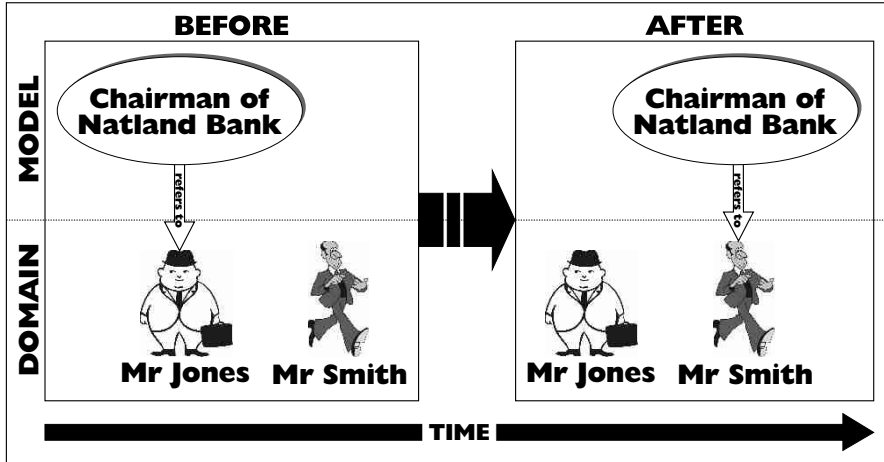 BEFORE
AFTER
MODEL
Chairman of
Natland Bank
refers to
Chairman of
Natland Bank
refers to
DOMAIN
Mr Jones
Mr Smith
Mr Jones
Mr Smith
TIME